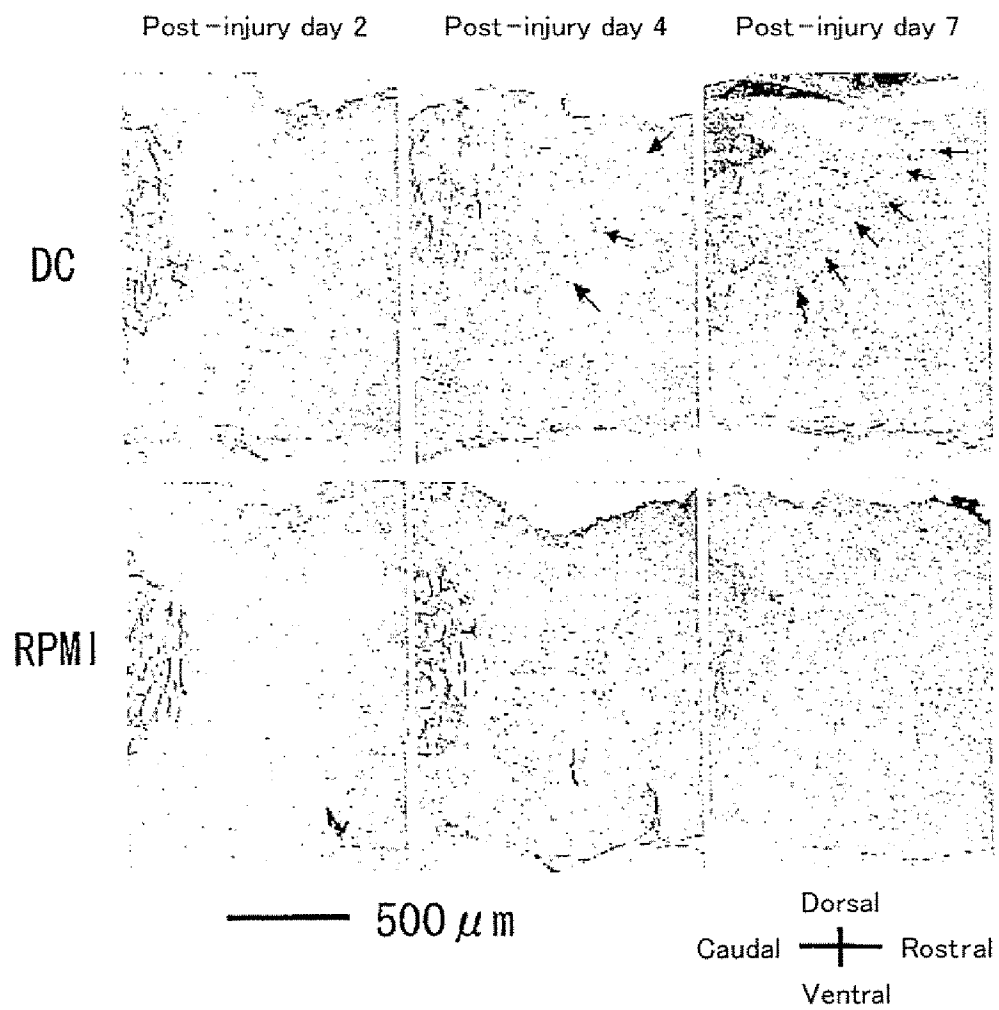 Post-injury day 2 Post-injury day 4 Post-injury day 7
DC
RPMI
500 μm
Dorsal
Caudal Rostral
Ventral